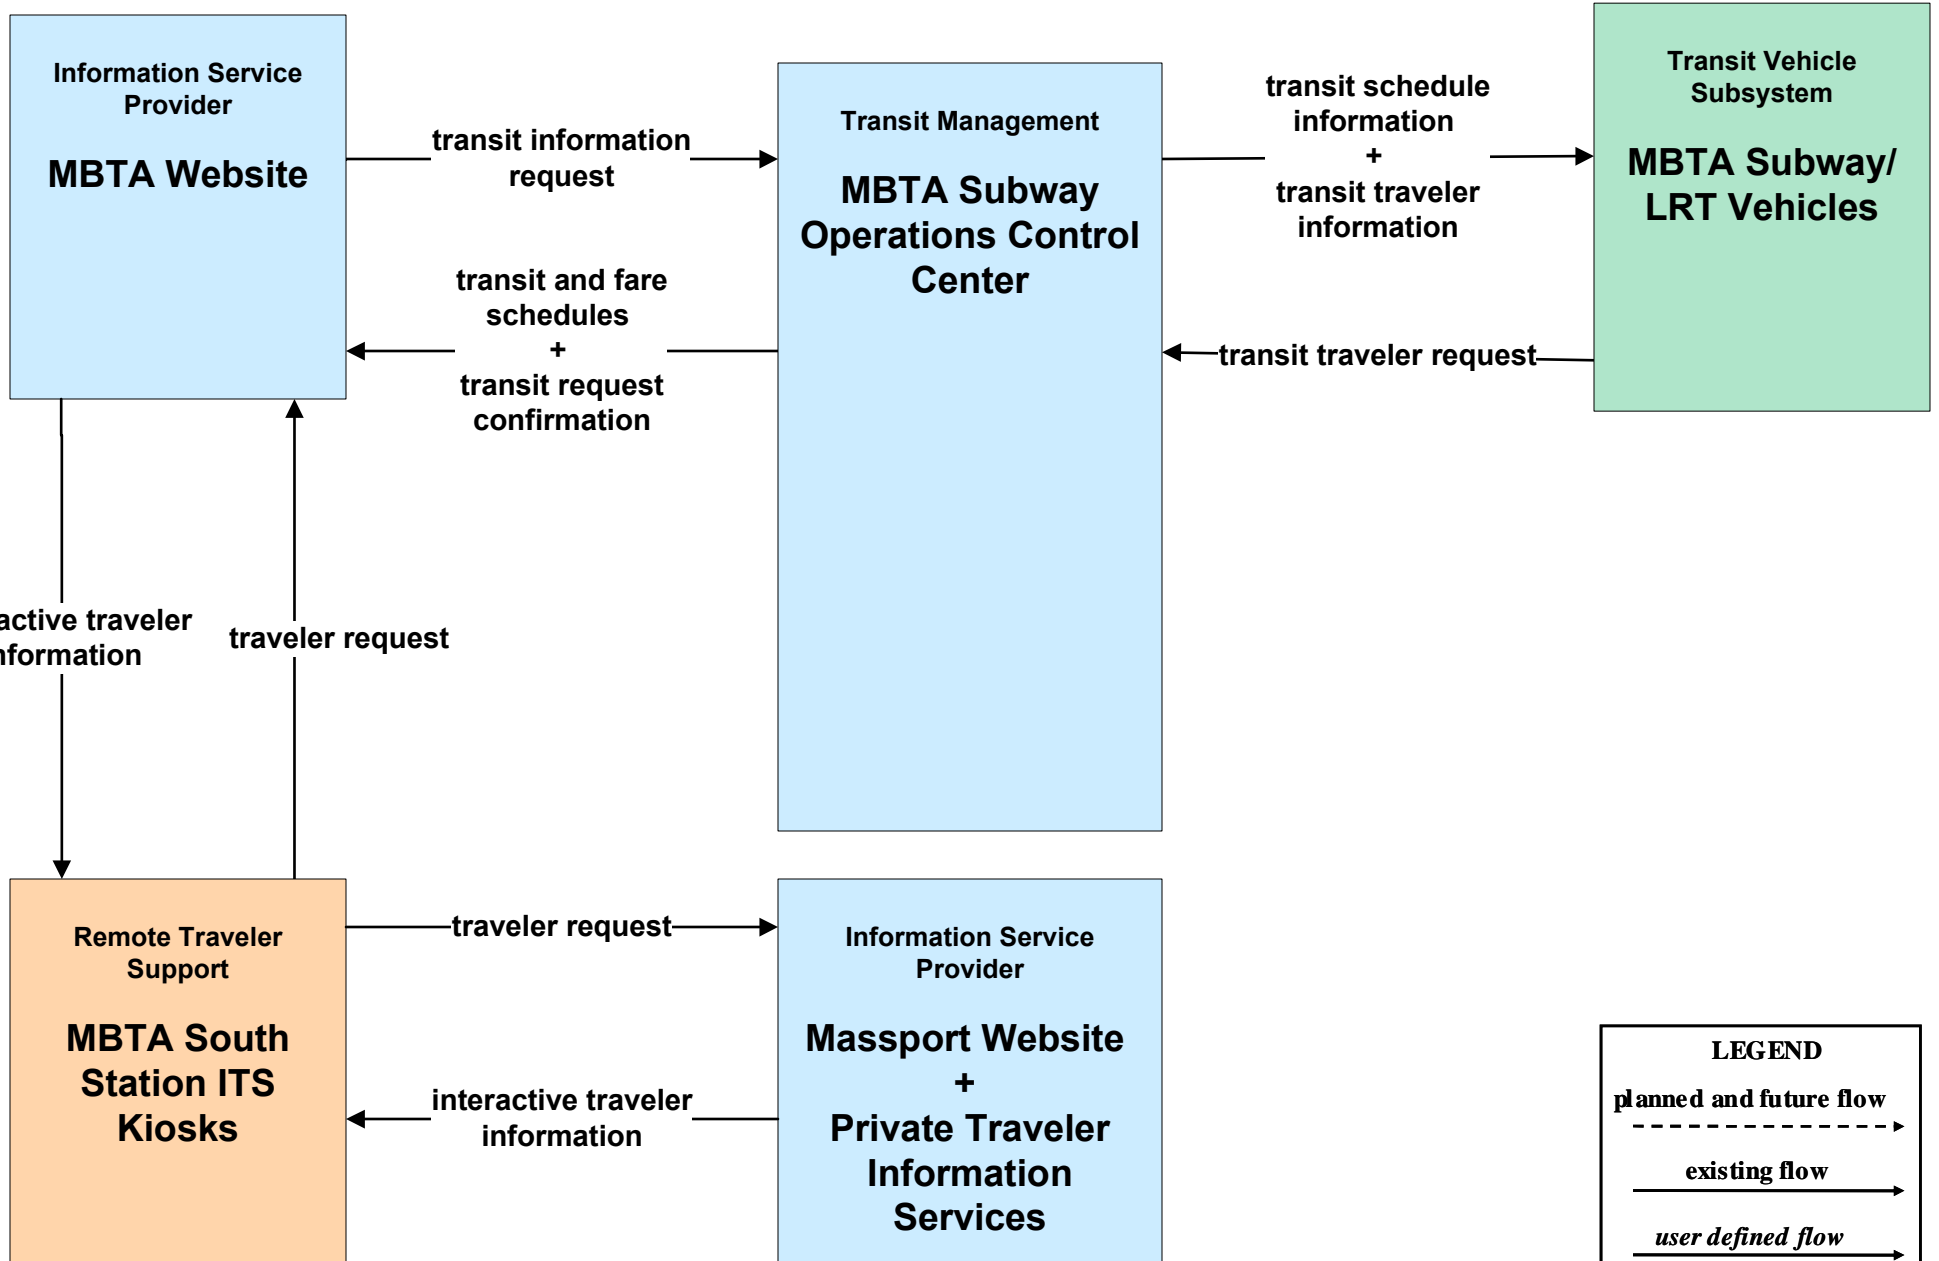 Information Service
Provider
MBTA Website
transit information
request
Transit Management
MBTA Subway
Operations Control
Center
transit schedule
information
+
transit traveler
information
Transit Vehicle
Subsystem
MBTA Subway/
LRT Vehicles
transit and fare
schedules
+
transit request
confirmation
transit traveler request
active traveler
nformation
traveler request
Remote Traveler
Support
MBTA South
Station ITS
Kiosks
traveler request
interactive traveler
information
Information Service
Provider
Massport Website
+
Private Traveler
Information
Services
LEGEND
planned and future flow
existing flow
user defined flow